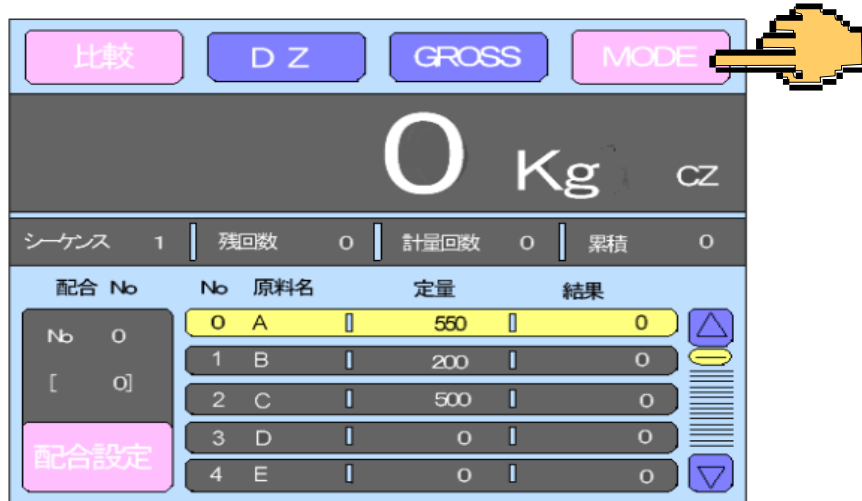 比較 D Z GROSS MODE
0 Kg CZ
シーケンス 1 残回数 0 計量回数 0 累積 0
配合 No No 原料名 定量 結果
No 0
[ 0]
配合設定
0 A 550 0
1 B 200 0
2 C 500 0
3 D 0 0
4 E 0 0